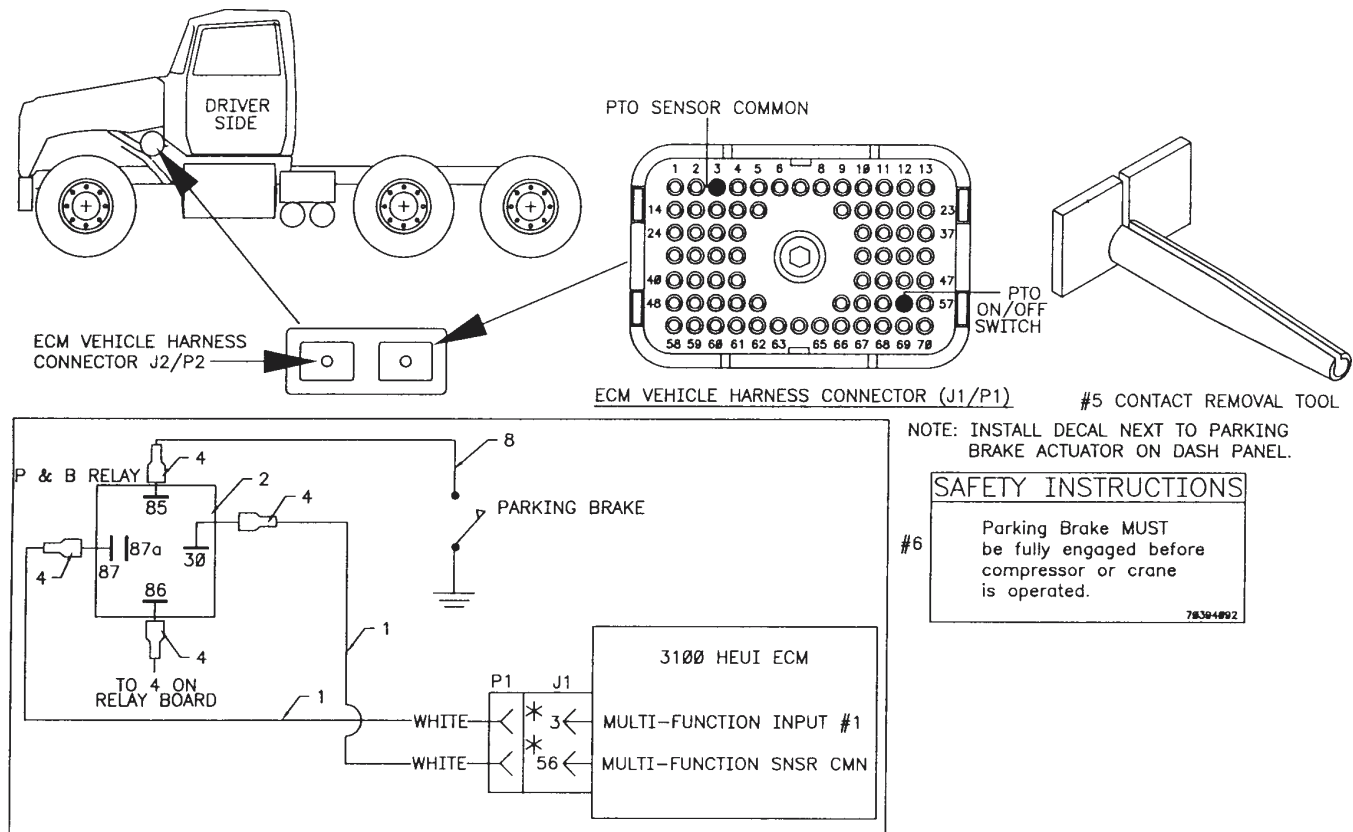 DRIVER
SIDE
PTO SENSOR COMMON
1 2 3 4 5 6 8 9 10 11 12 13
14 23
24 37
40 47
48 57
58 59 60 61 62 63 65 66 67 68 69 70
PTO
ON/OFF
SWITCH
ECM VEHICLE HARNESS
CONNECTOR J2/P2
ECM VEHICLE HARNESS CONNECTOR (J1/P1)
#5 CONTACT REMOVAL TOOL
NOTE: INSTALL DECAL NEXT TO PARKING
BRAKE ACTUATOR ON DASH PANEL.
#6
SAFETY INSTRUCTIONS
Parking Brake MUST
be fully engaged before
compressor or crane
is operated.
70394092
P & B RELAY
4
8
2
4
85
PARKING BRAKE
87a
87
30
4
86
4
1
TO 4 ON
RELAY BOARD
1
3100 HEUI ECM
P1 J1
WHITE * 3 MULTI-FUNCTION INPUT #1
WHITE * 56 MULTI-FUNCTION SNSR CMN